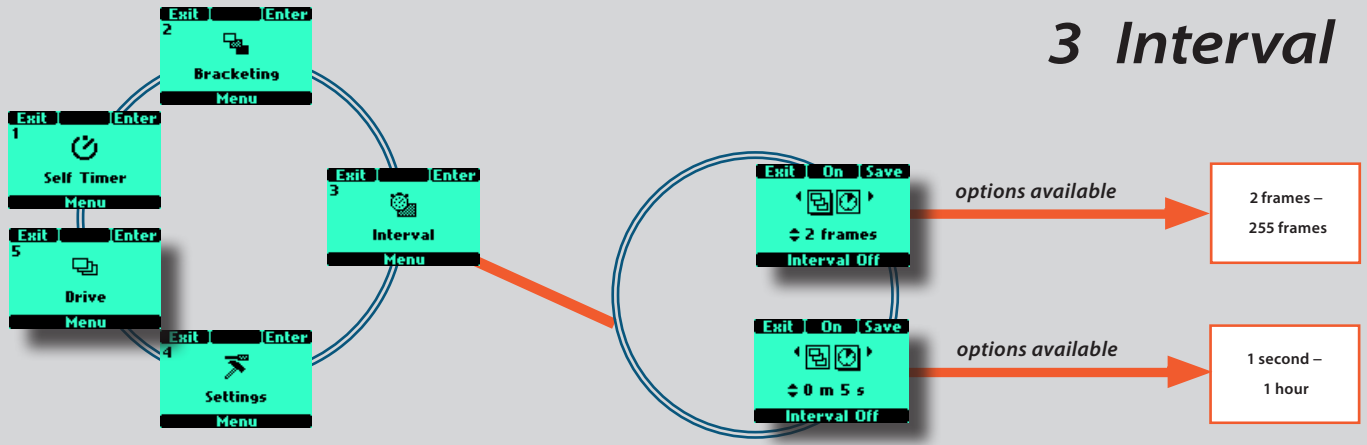 3 Interval
Exit Enter
2
Bracketing
Menu
Exit Enter
1
Self Timer
Menu
Exit Enter
3
Interval
Menu
Exit Enter
5
Drive
Menu
Exit Enter
4
Settings
Menu
Exit On Save
2 frames
Interval Off
options available
2 frames –
255 frames
Exit On Save
0 m 5 s
Interval Off
options available
1 second –
1 hour